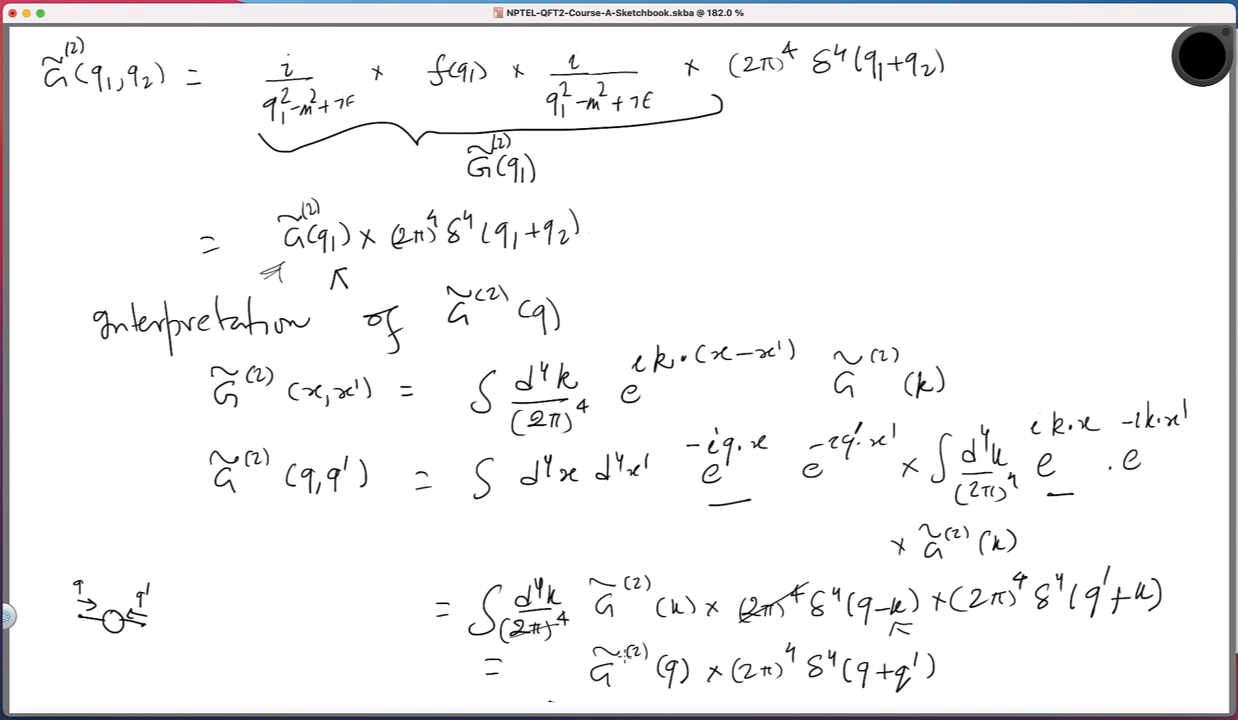 NPTEL-QFT2-Course-A-Sketchbook.skba @ 182.0 %
G̃^(2)(q₁,q₂) = i/(q₁²-m²+iε) × f(q₁) × i/(q₁²-m²+iε) × (2π)⁴ δ⁴(q₁+q₂)
G̃^(2)(q₁)
= G̃^(2)(q₁) × (2π)⁴ δ⁴(q₁+q₂)
Interpretation of G̃^(2)(q)
G̃^(2)(x,x') = ∫ d⁴k/(2π)⁴ e^{ik·(x-x')} G̃^(2)(k)
G̃^(2)(q,q') = ∫ d⁴x d⁴x' e^{-iq·x} e^{-iq'·x'} × ∫ d⁴k/(2π)⁴ e^{ik·x} · e^{-ik·x'}
× G̃^(2)(k)
q q'
= ∫ d⁴k/(2π)⁴ G̃^(2)(k) × (2π)⁴ δ⁴(q-k) × (2π)⁴ δ⁴(q'+k)
= G̃^(2)(q) × (2π)⁴ δ⁴(q+q')